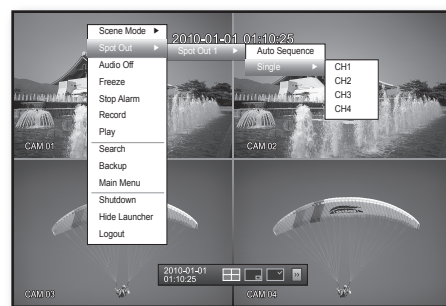 2010-01-01 01:10:25
Scene Mode
Spot Out
Audio Off
Freeze
Stop Alarm
Record
Play
Search
Backup
Main Menu
Shutdown
Hide Launcher
Logout
Spot Out 1
Auto Sequence
Single
CH1
CH2
CH3
CH4
CAM 01
CAM 02
CAM 03
CAM 04
2010-01-01
01:10:25